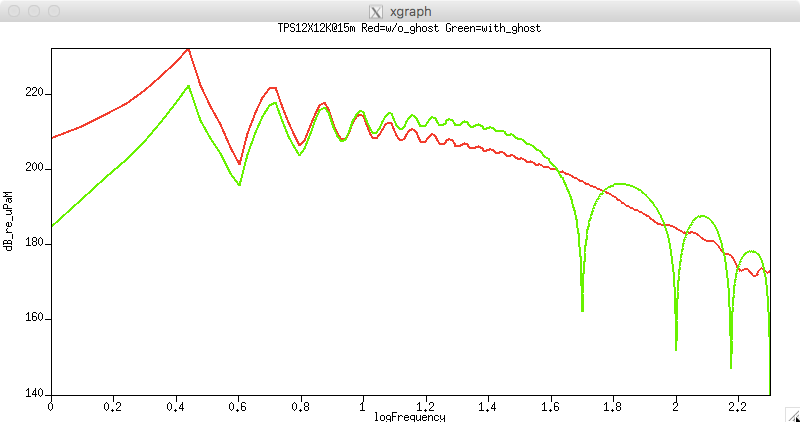 xgraph
TPS12X12K@15m Red=w/o_ghost Green=with_ghost
220
200
180
160
140
dB_re_uPaM
0 0.2 0.4 0.6 0.8 1 1.2 1.4 1.6 1.8 2 2.2
logFrequency